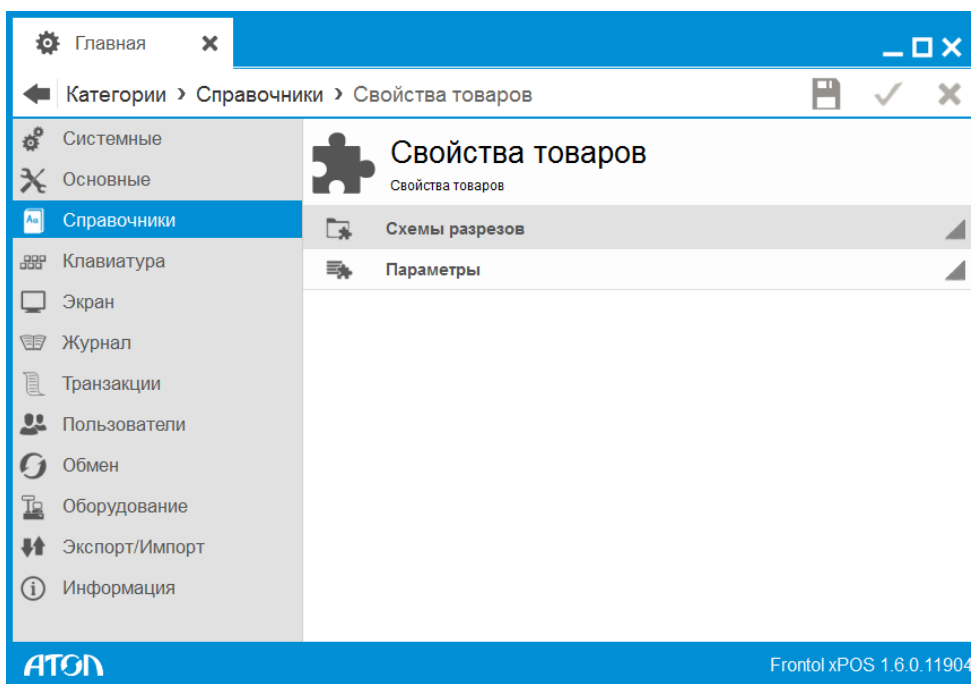 Главная
Категории › Справочники › Свойства товаров
Системные
Основные
Справочники
Клавиатура
Экран
Журнал
Транзакции
Пользователи
Обмен
Оборудование
Экспорт/Импорт
Информация
Свойства товаров
Свойства товаров
Схемы разрезов
Параметры
АТОЛ
Frontol xPOS 1.6.0.11904